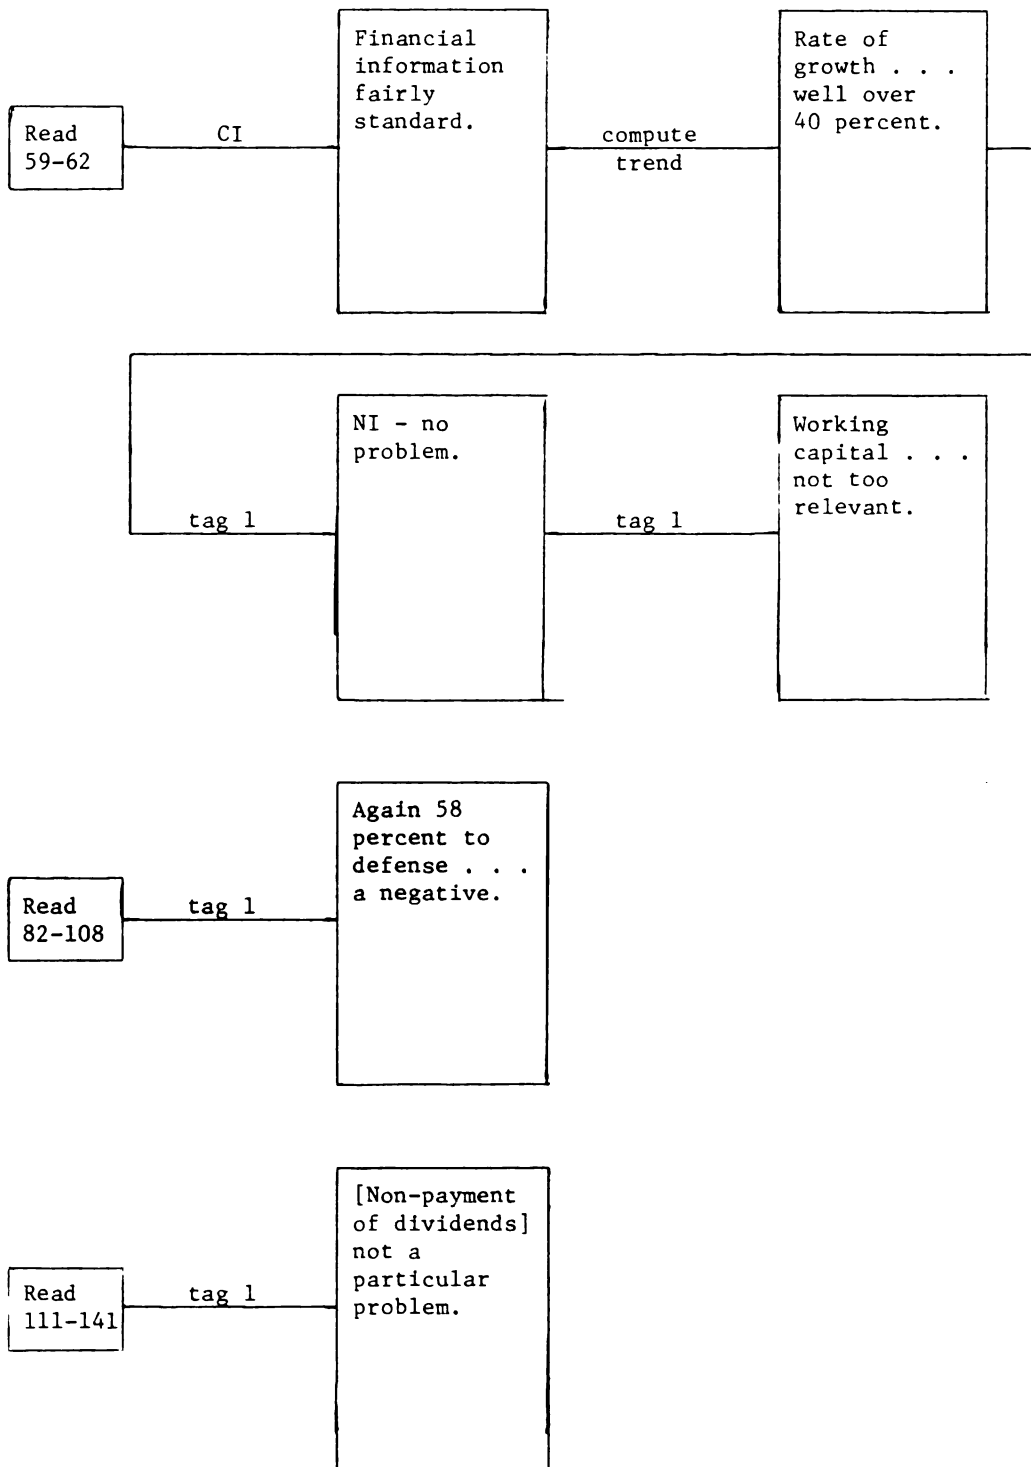 Read
59-62
CI
Financial
information
fairly
standard.
compute
trend
Rate of
growth . . .
well over
40 percent.
tag 1
NI - no
problem.
tag 1
Working
capital . . .
not too
relevant.
Read
82-108
tag 1
Again 58
percent to
defense . . .
a negative.
Read
111-141
tag 1
[Non-payment
of dividends]
not a
particular
problem.